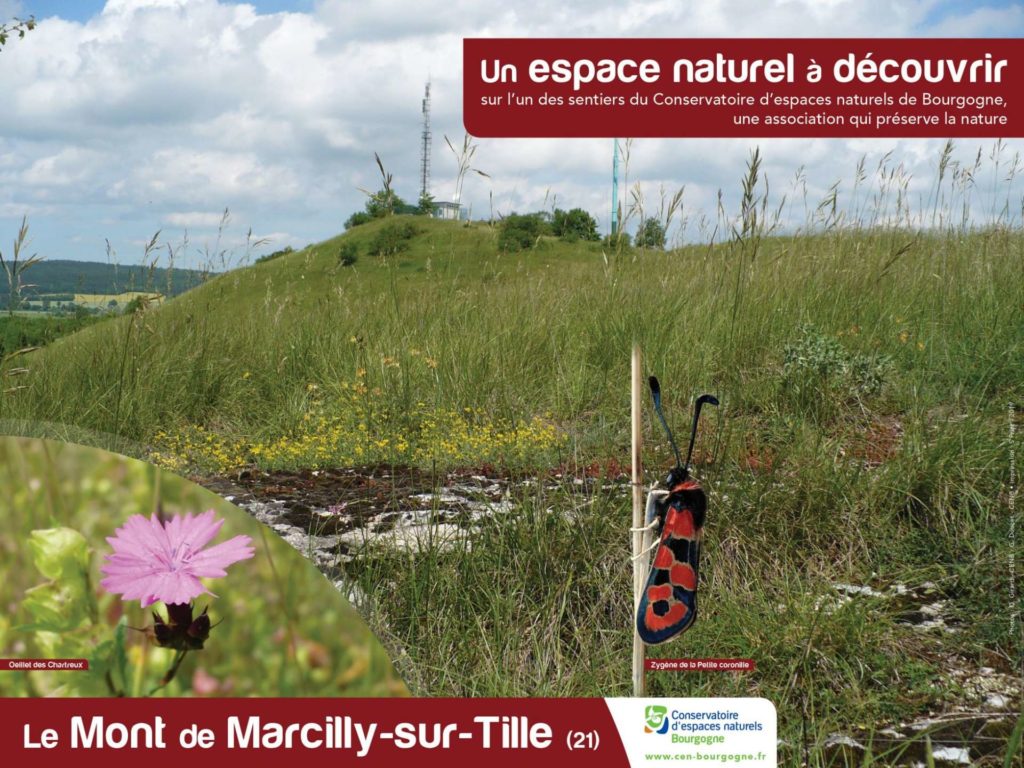 Un espace naturel à découvrir
sur l'un des sentiers du Conservatoire d'espaces naturels de Bourgogne,
une association qui préserve la nature
Oeillet des Chartreux
Zygène de la Petite coronille
Le Mont de Marcilly-sur-Tille (21)
Conservatoire
d'espaces naturels
Bourgogne
www.cen-bourgogne.fr